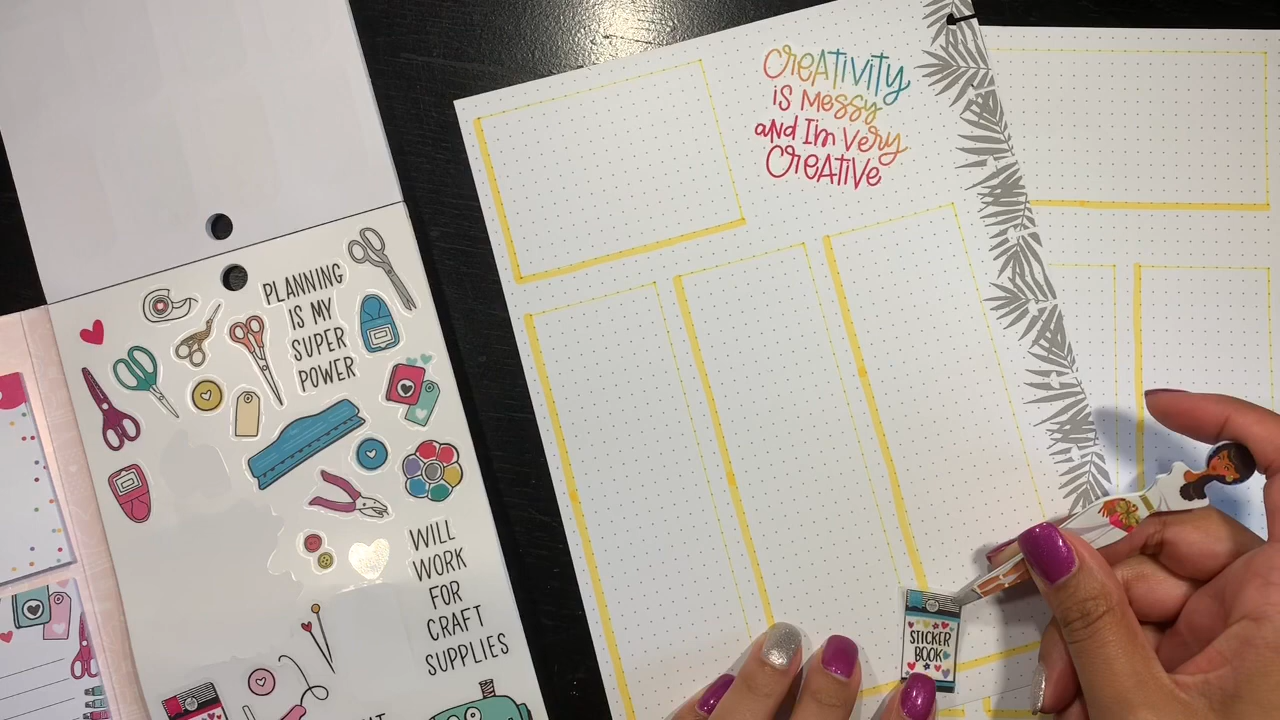 CReATIVITY
is Messy
and I'm Very
CReATIVe
PLANNING
IS MY
SUPER
POWER
WILL
WORK
FOR
CRAFT
SUPPLIES
STICKER
BOOK